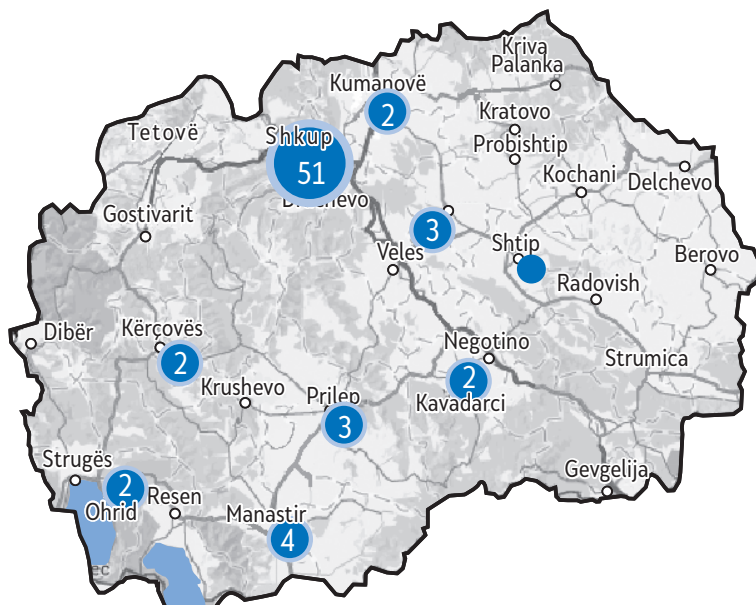 Kriva
Palanka
Kumanovë
2
Kratovo
Tetovë
Shkup
Probishtip
51
Kochani
Delchevo
Gostivarit
3
Veles
Shtip
Berovo
Radovish
Dibër
Kërçovës
Negotino
2
Strumica
Krushevo
Prilep
2
Kavadarci
3
Strugës
Gevgelija
2
Resen
Ohrid
Manastir
4